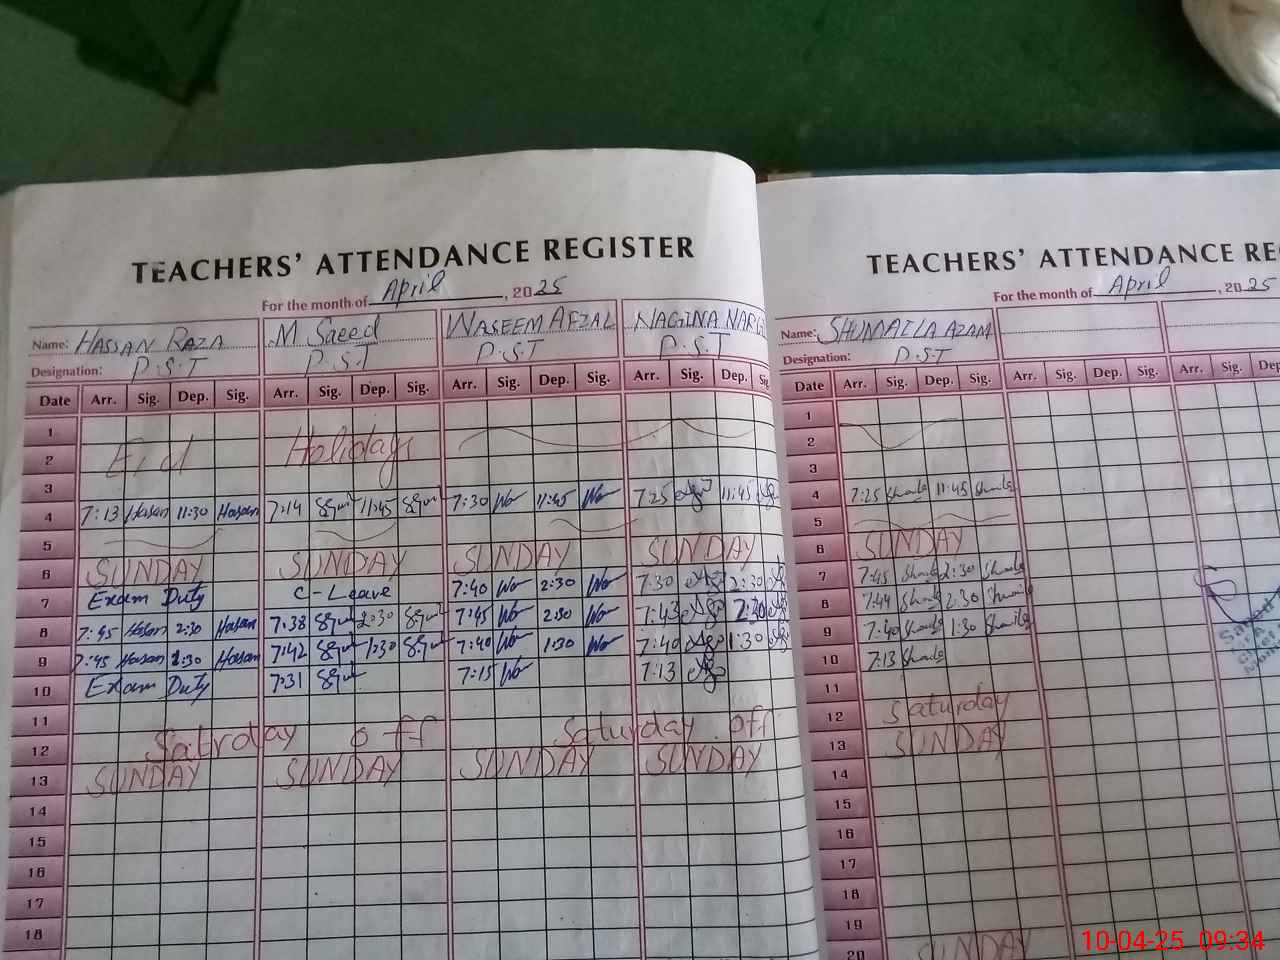 TEACHERS' ATTENDANCE REGISTER
For the month of April, 2025
Name: HASSAN RAZA M Saeed WASEEM AFZAL NAGINA
Designation: P.S.T P.S.T P.S.T P.S.T
Date Arr. Sig. Dep. Sig. Arr. Sig. Dep. Sig. Arr. Sig. Dep. Sig. Arr. Sig. Dep.
1
2 Eid Holidays
3
4 7:13 Hasan 11:30 Hasan 7:14 11:45 7:30 11:45 7:25 11:45
5
6 SUNDAY SUNDAY SUNDAY SUNDAY
7 Exam Duty C-Leave 7:40 2:30 7:30 2:30
8 7:45 Hasan 2:30 Hasan 7:38 2:30 7:45 2:30 7:43 2:30
9 7:45 Hasan 1:30 Hasan 7:42 1:30 7:40 1:30 7:40 1:30
10 Exam Duty 7:31 7:15 7:13
11
12 Satrday off Saturday off
13 SUNDAY SUNDAY SUNDAY SUNDAY
14
15
16
17
18
TEACHERS' ATTENDANCE
For the month of April, 2025
Name: SHUMAILA AZAM
Designation: P.S.T
Date Arr. Sig. Dep. Sig. Arr. Sig. Dep. Sig. Arr. Sig.
1
2
3
4 7:25 11:45
5
6 SUNDAY
7 7:45 2:30
8 7:44 2:30
9 7:40 1:30
10 7:13
11
12 Saturday
13 SUNDAY
14
15
16
17
18
19
20 SUNDAY
10-04-25 09:34